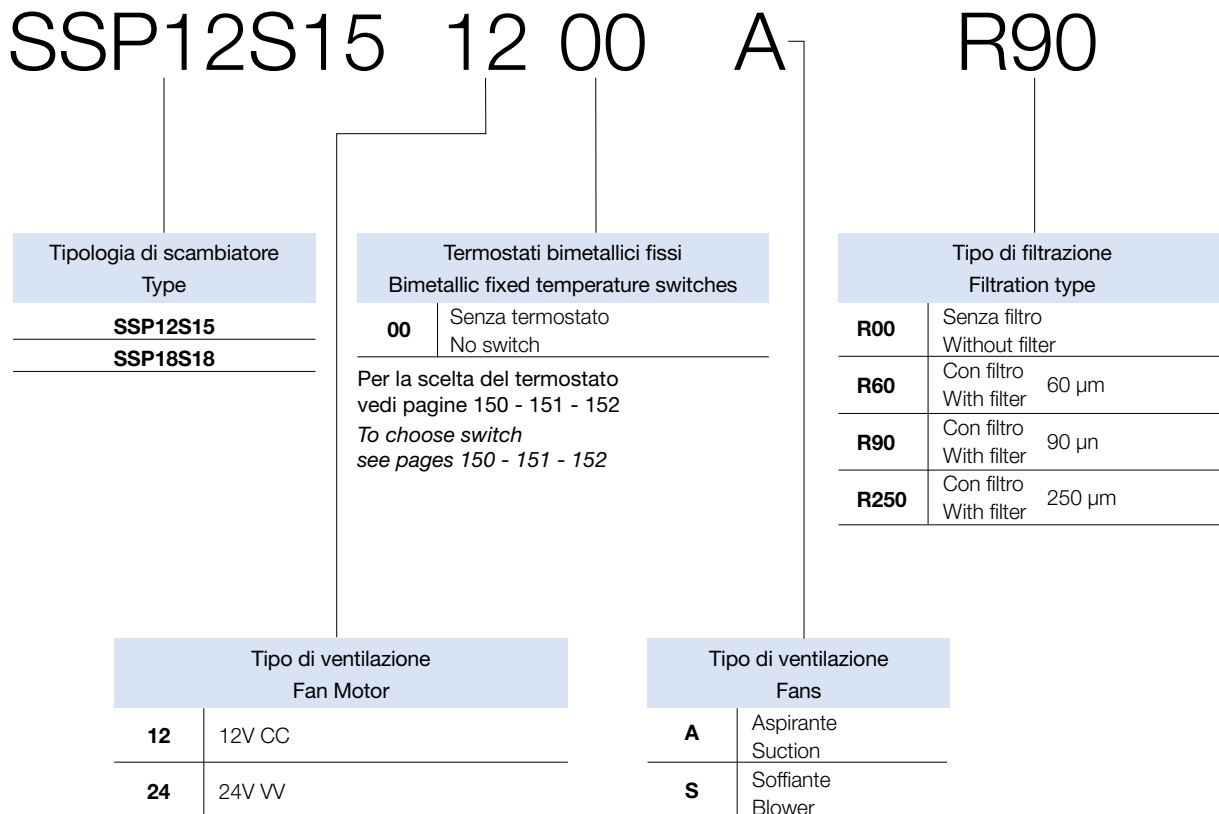 SSP12S15 12 00 A R90
Tipologia di scambiatore
Type
SSP12S15
SSP18S18
Termostati bimetallici fissi
Bimetallic fixed temperature switches
00
Senza termostato
No switch
Per la scelta del termostato
vedi pagine 150 - 151 - 152
To choose switch
see pages 150 - 151 - 152
Tipo di filtrazione
Filtration type
R00
Senza filtro
Without filter
R60
Con filtro
With filter
60 µm
R90
Con filtro
With filter
90 µn
R250
Con filtro
With filter
250 µm
Tipo di ventilazione
Fan Motor
12 12V CC
24 24V VV
Tipo di ventilazione
Fans
A
Aspirante
Suction
S
Soffiante
Blower